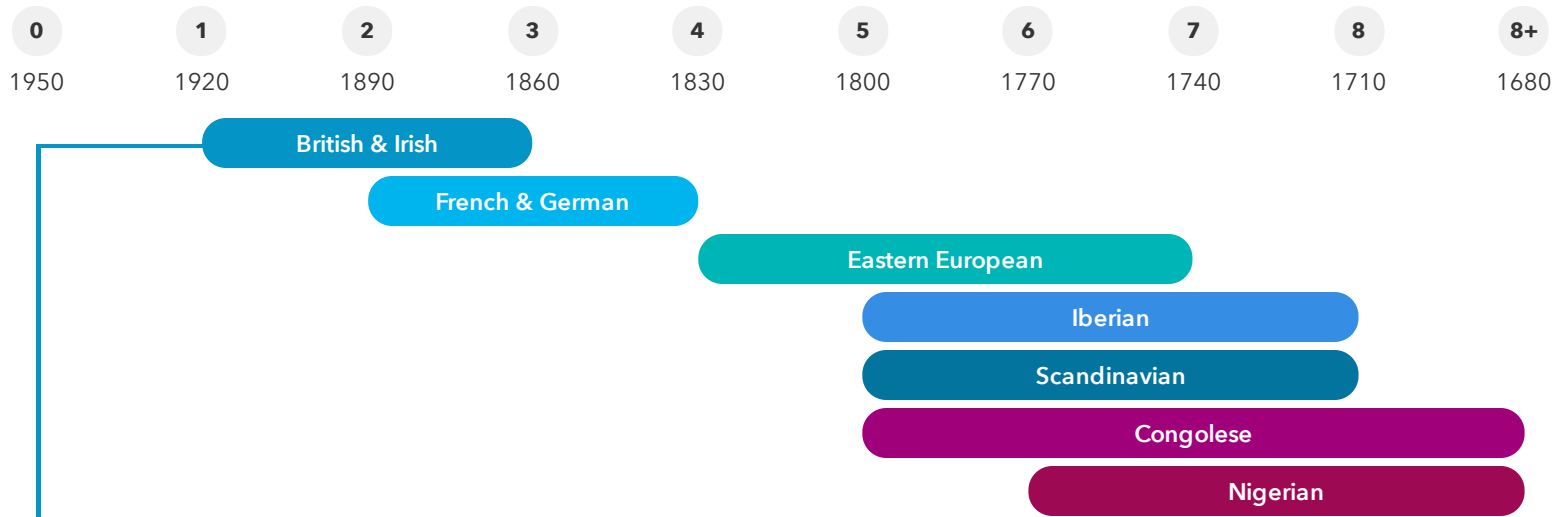 0 1 2 3 4 5 6 7 8 8+
1950 1920 1890 1860 1830 1800 1770 1740 1710 1680
British & Irish
French & German
Eastern European
Iberian
Scandinavian
Congolese
Nigerian